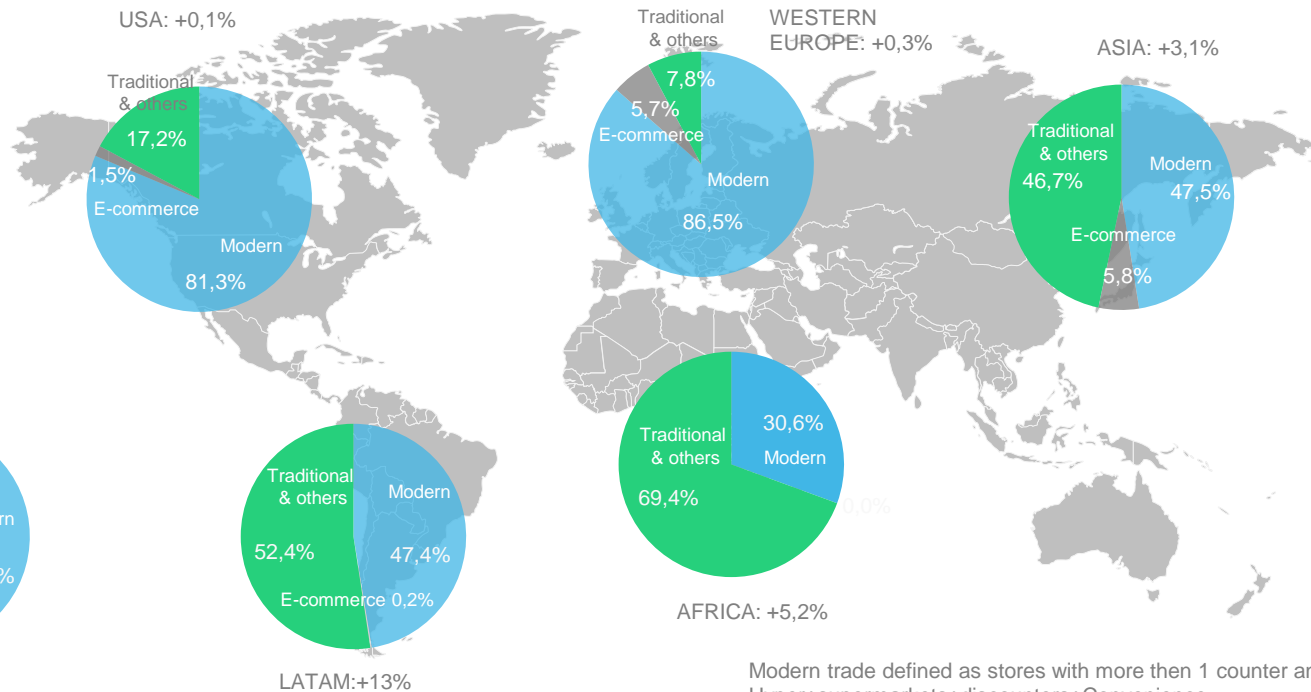 USA: +0,1%
Traditional
& others
17,2%
1,5%
E-commerce
Modern
81,3%
Traditional
& others
WESTERN
EUROPE: +0,3%
7,8%
5,7%
E-commerce
Modern
86,5%
ASIA: +3,1%
Traditional
& others
46,7%
Modern
47,5%
E-commerce
5,8%
Traditional
& others
52,4%
Modern
47,4%
E-commerce 0,2%
LATAM:+13%
30,6%
Modern
Traditional
& others
69,4%
0,0%
AFRICA: +5,2%
%
Modern trade defined as stores with more then 1 counter